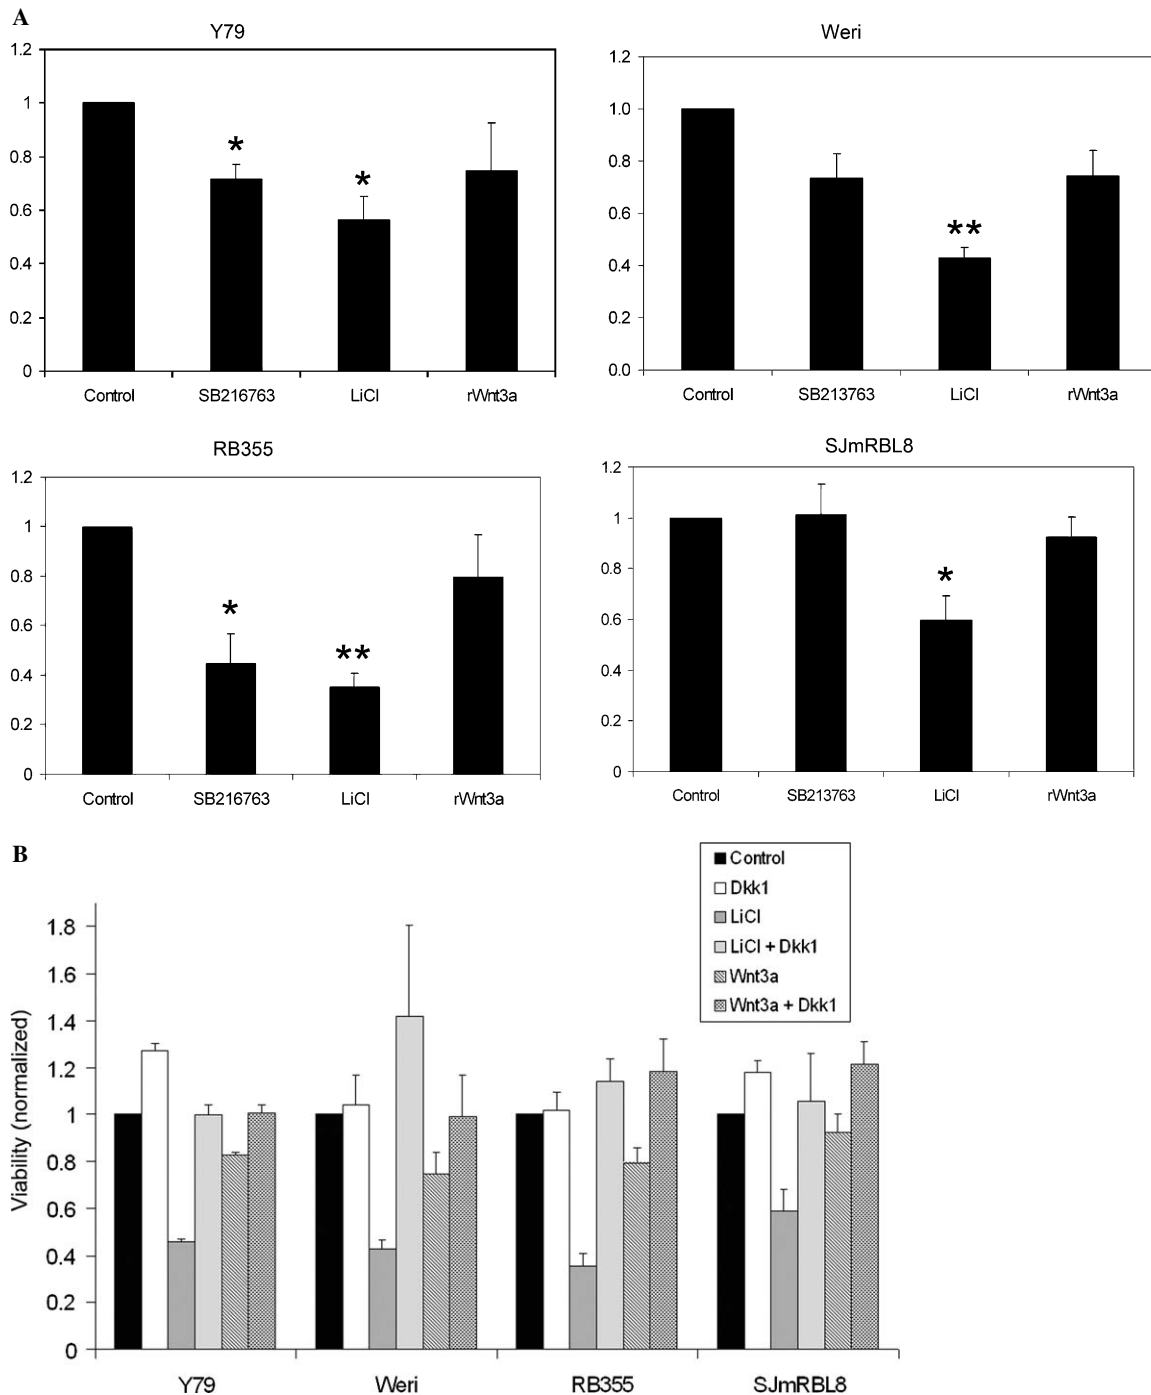 A
Y79
1.2
1
0.8
0.6
0.4
0.2
0
* *
Control SB216763 LiCl rWnt3a
Weri
1.2
1.0
0.8
0.6
0.4
0.2
0.0
**
Control SB213763 LiCl rWnt3a
RB355
1.2
1
0.8
0.6
0.4
0.2
0
* **
Control SB216763 LiCl rWnt3a
SJmRBL8
1.2
1
0.8
0.6
0.4
0.2
0
*
Control SB213763 LiCl rWnt3a
B
Control
Dkk1
LiCl
LiCl + Dkk1
Wnt3a
Wnt3a + Dkk1
Viability (normalized)
1.8
1.6
1.4
1.2
1
0.8
0.6
0.4
0.2
0
Y79 Weri RB355 SJmRBL8